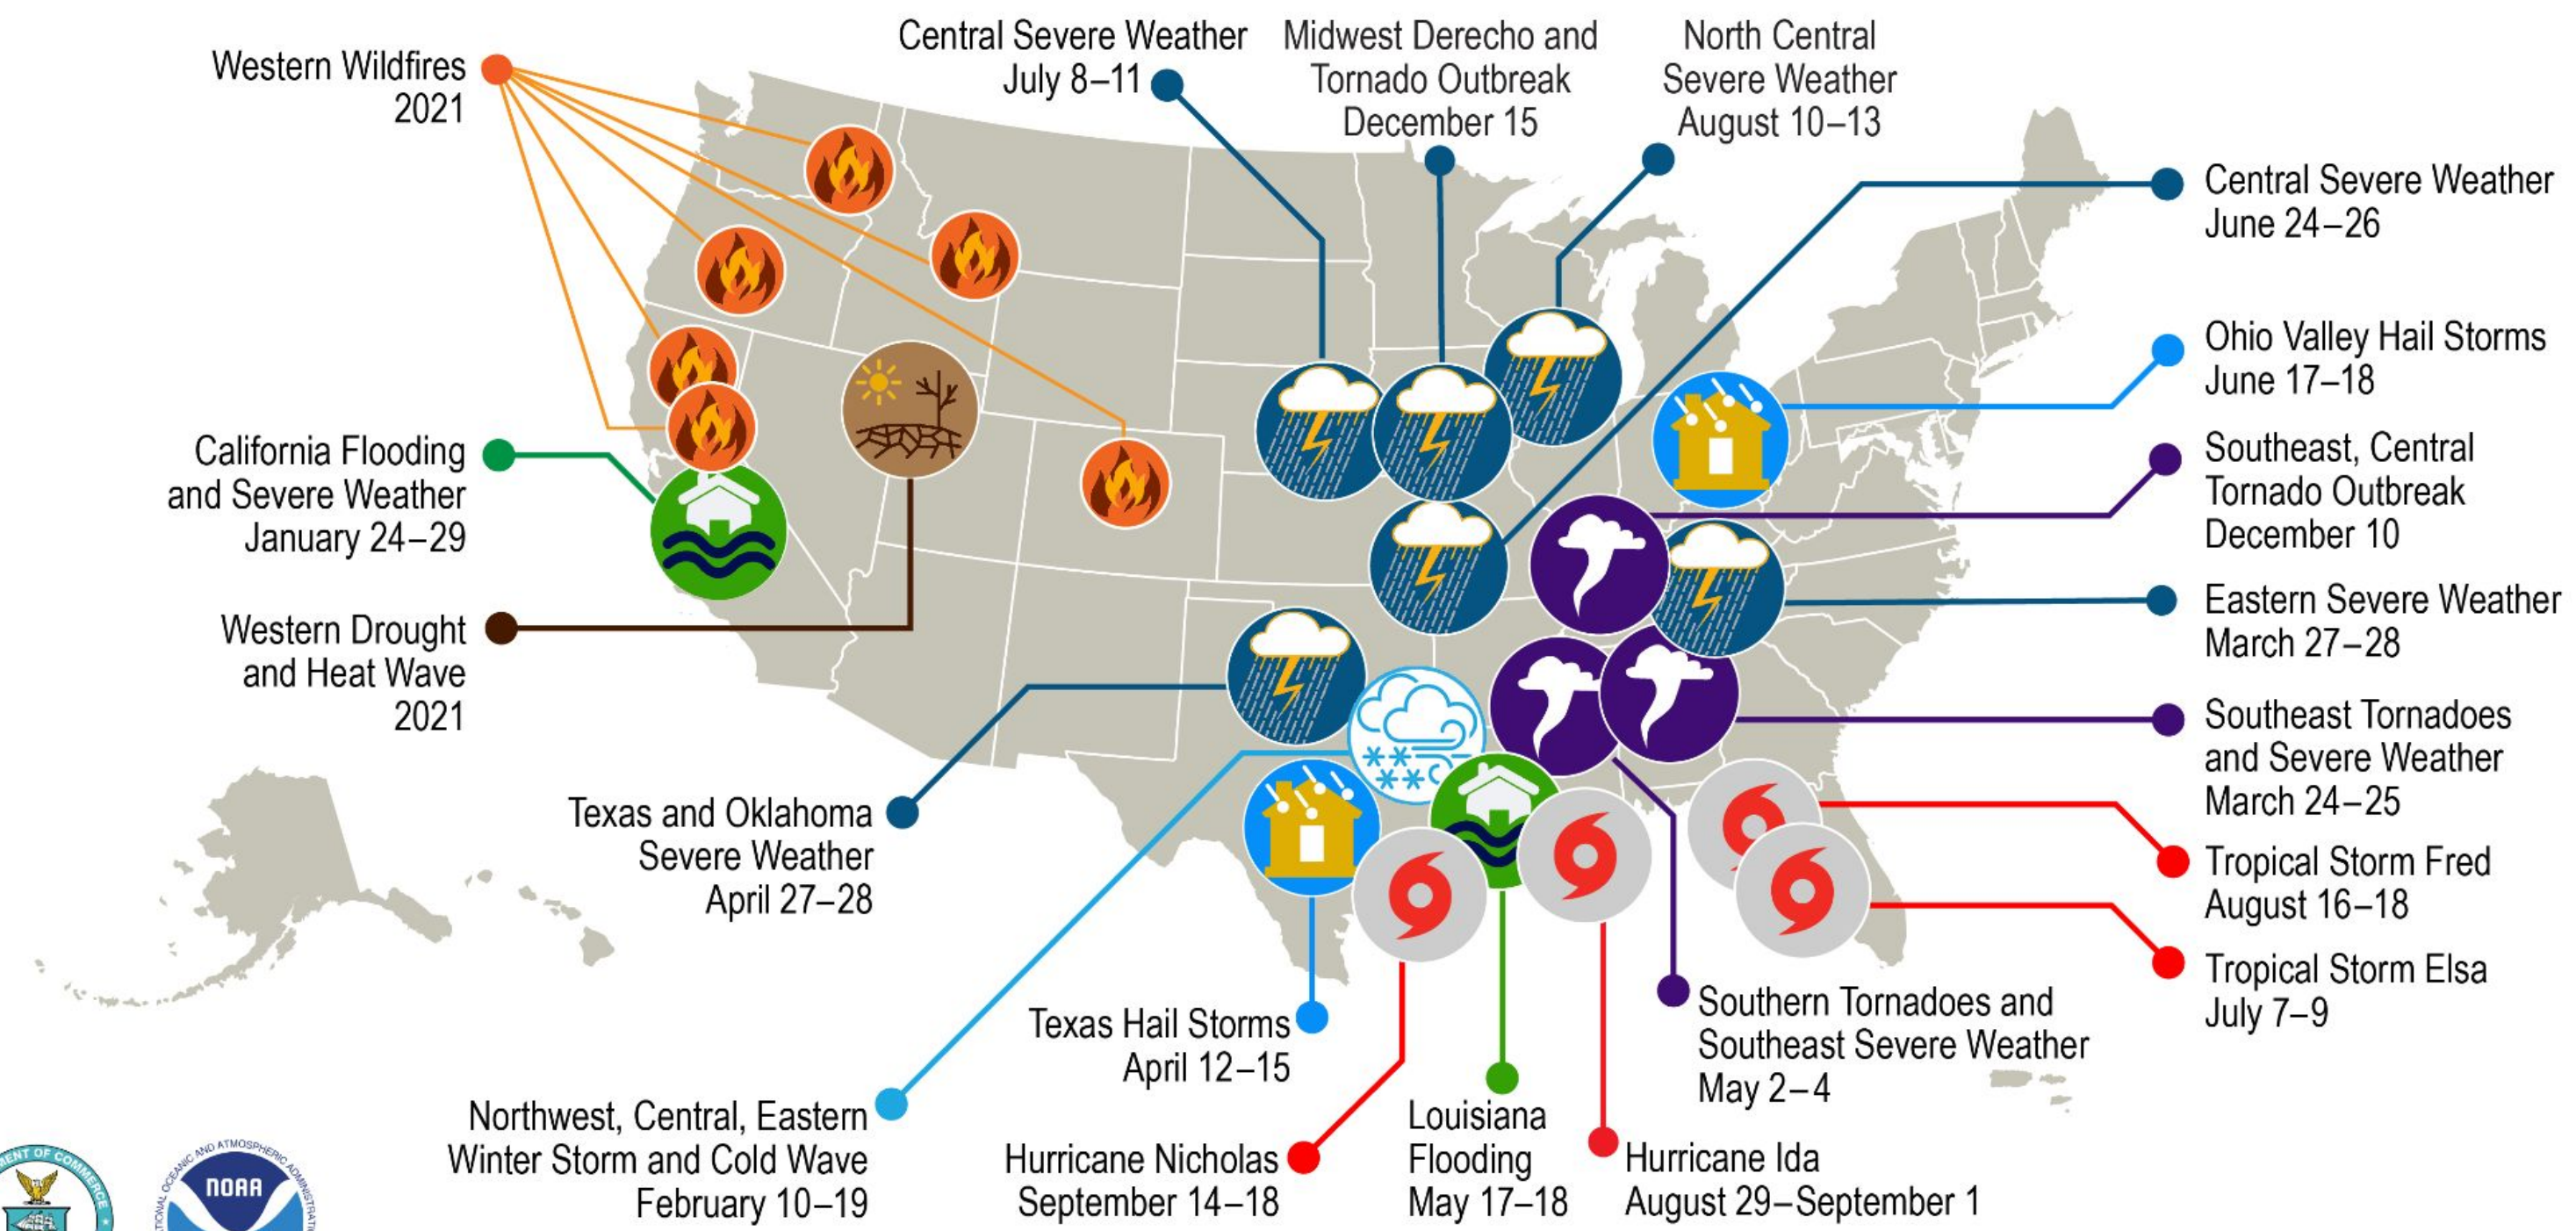 Western Wildfires
2021
Central Severe Weather
July 8–11
Midwest Derecho and
Tornado Outbreak
December 15
North Central
Severe Weather
August 10–13
Central Severe Weather
June 24–26
Ohio Valley Hail Storms
June 17–18
Southeast, Central
Tornado Outbreak
December 10
Eastern Severe Weather
March 27–28
Southeast Tornadoes
and Severe Weather
March 24–25
Tropical Storm Fred
August 16–18
Tropical Storm Elsa
July 7–9
California Flooding
and Severe Weather
January 24–29
Western Drought
and Heat Wave
2021
Texas and Oklahoma
Severe Weather
April 27–28
Texas Hail Storms
April 12–15
Southern Tornadoes and
Southeast Severe Weather
May 2–4
Northwest, Central, Eastern
Winter Storm and Cold Wave
February 10–19
Hurricane Nicholas
September 14–18
Louisiana
Flooding
May 17–18
Hurricane Ida
August 29–September 1
OF COMMERCE
OCEANIC AND ATMOSPHERIC
NOAA